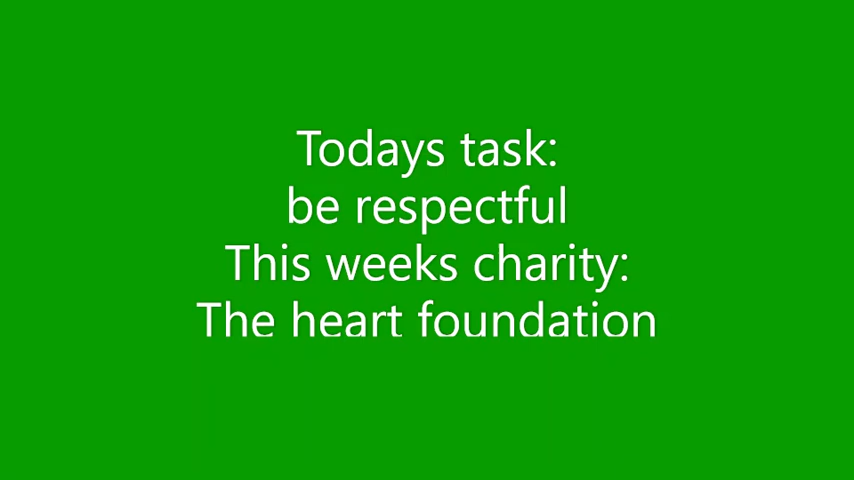 Todays task:
be respectful
This weeks charity:
The heart foundation